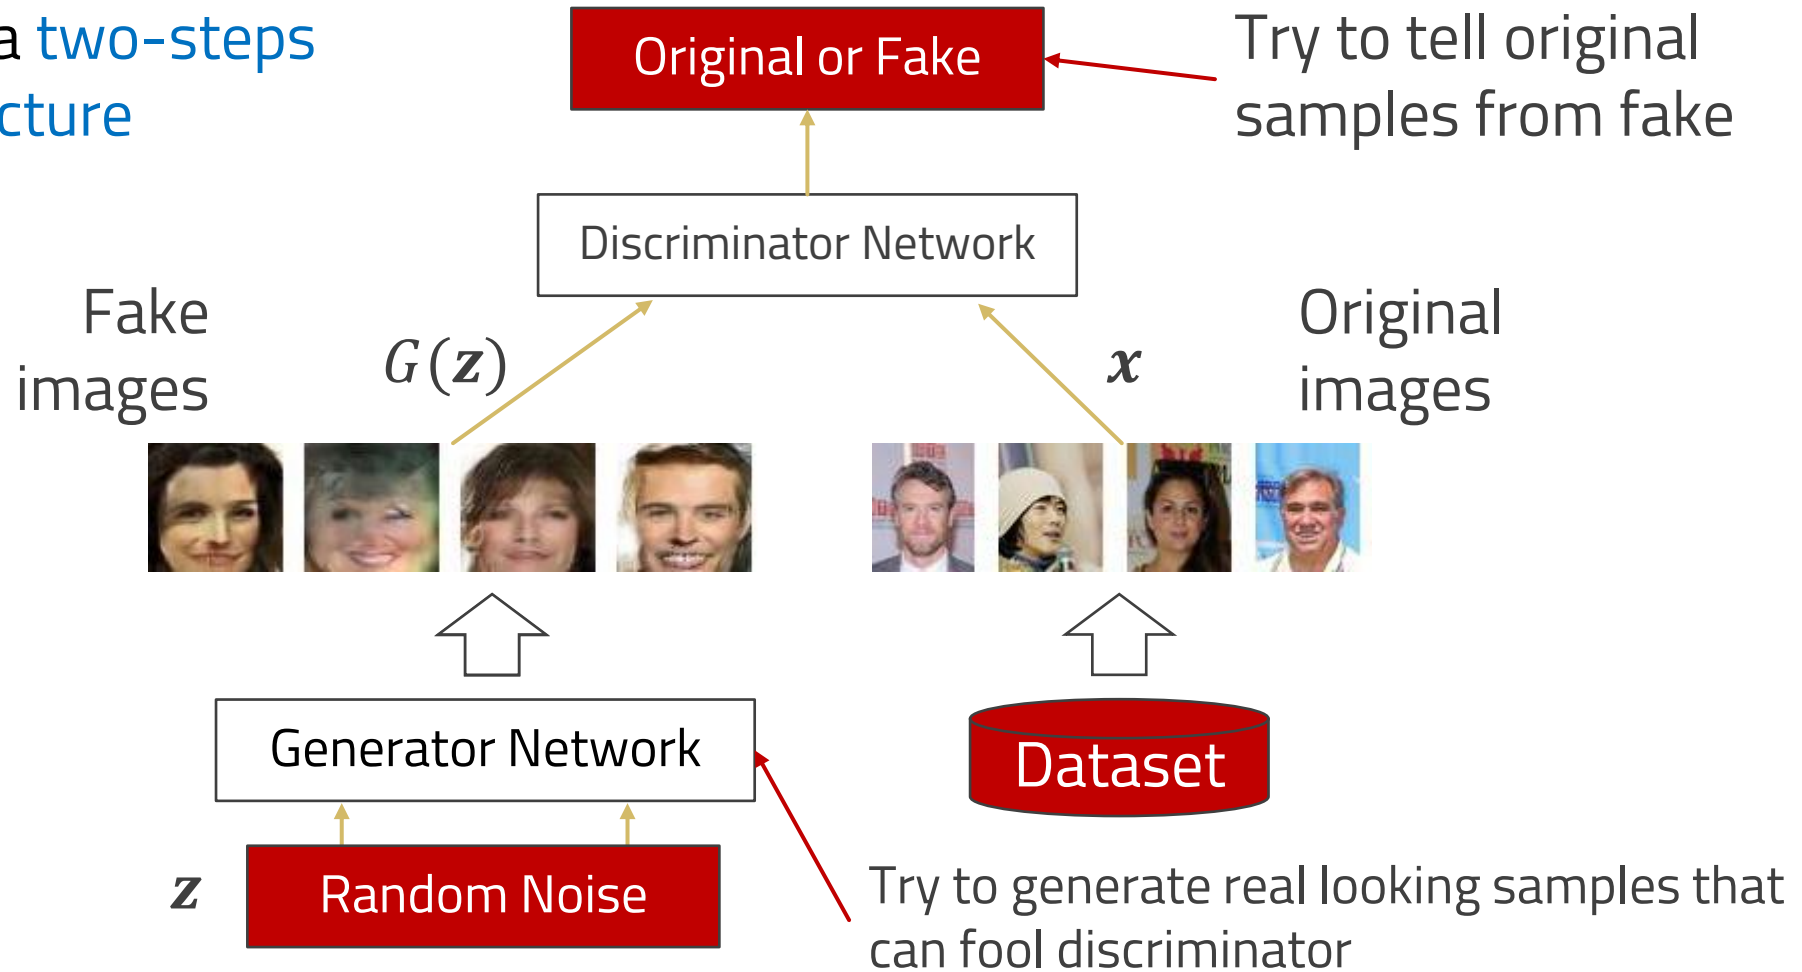 a two-steps
cture
Original or Fake
Try to tell original
samples from fake
Discriminator Network
Fake
images
G(z)
x
Original
images
Generator Network
Dataset
z
Random Noise
Try to generate real looking samples that
can fool discriminator